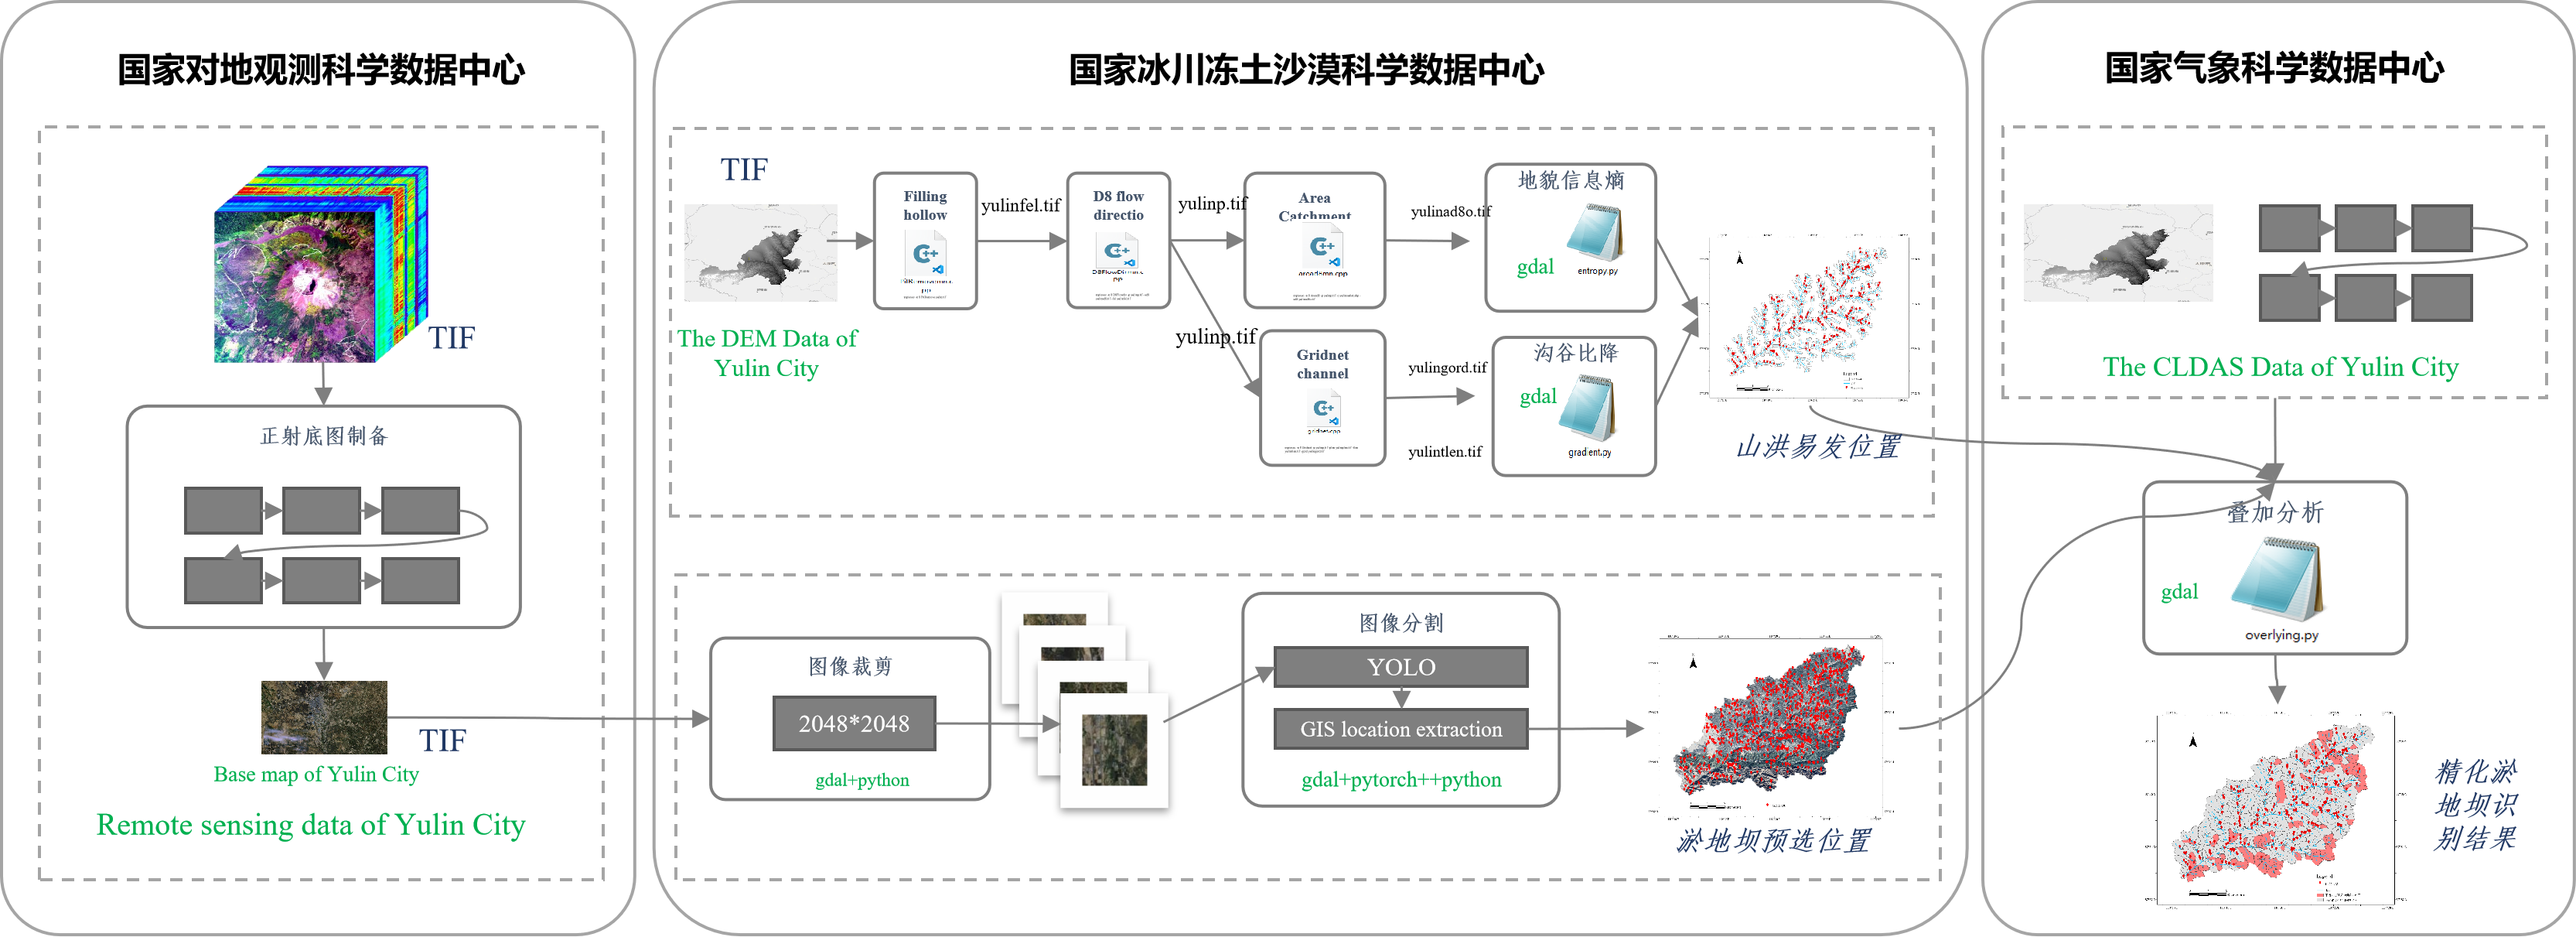 国家对地观测科学数据中心
TIF
正射底图制备
TIF
Base map of Yulin City
Remote sensing data of Yulin City
国家冰川冻土沙漠科学数据中心
TIF
The DEM Data of
Yulin City
Filling
hollow
C++
yulinfel.tif
D8 flow
directio
C++
yulinp.tif
yulinp.tif
Area
Catchment
C++
areadinf.cpp
Gridnet
channel
C++
gridnet.cpp
yulinad8o.tif
yulingord.tif
yulintlen.tif
地貌信息熵
gdal
entropy.py
沟谷比降
gdal
gradient.py
山洪易发位置
图像裁剪
2048*2048
gdal+python
图像分割
YOLO
GIS location extraction
gdal+pytorch++python
淤地坝预选位置
国家气象科学数据中心
The CLDAS Data of Yulin City
叠加分析
gdal
overlying.py
精化淤
地坝识
别结果